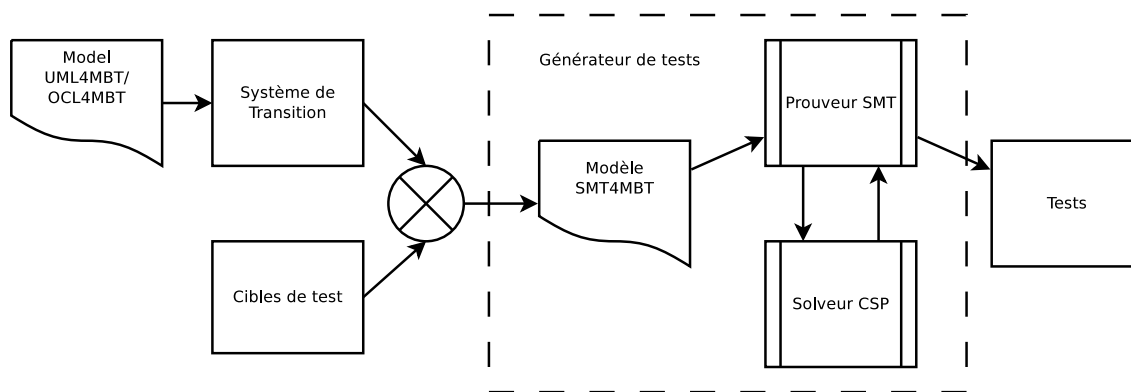 Model
UML4MBT/
OCL4MBT
Système de
Transition
Cibles de test
Générateur de tests
Modèle
SMT4MBT
Prouveur SMT
Solveur CSP
Tests